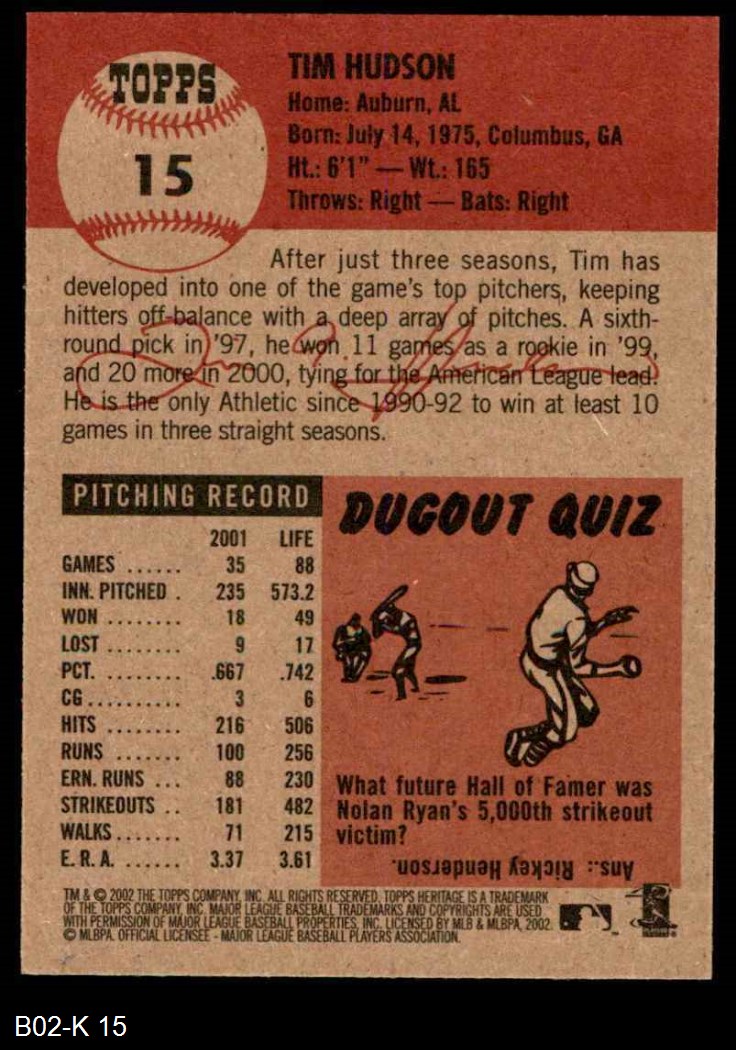 TOPPS
15
TIM HUDSON
Home: Auburn, AL
Born: July 14, 1975, Columbus, GA
Ht.: 6'1" — Wt.: 165
Throws: Right — Bats: Right
After just three seasons, Tim has
developed into one of the game's top pitchers, keeping
hitters off-balance with a deep array of pitches. A sixth-
round pick in '97, he won 11 games as a rookie in '99,
and 20 more in 2000, tying for the American League lead.
He is the only Athletic since 1990-92 to win at least 10
games in three straight seasons.
PITCHING RECORD
2001 LIFE
GAMES ...... 35 88
INN. PITCHED . 235 573.2
WON ........ 18 49
LOST ........ 9 17
PCT. ........ .667 .742
CG .......... 3 6
HITS ........ 216 506
RUNS ....... 100 256
ERN. RUNS ... 88 230
STRIKEOUTS .. 181 482
WALKS ....... 71 215
E. R. A. ...... 3.37 3.61
DUGOUT QUIZ
What future Hall of Famer was
Nolan Ryan's 5,000th strikeout
victim?
Ans.: Rickey Henderson.
TM & © 2002 THE TOPPS COMPANY, INC. ALL RIGHTS RESERVED. TOPPS HERITAGE IS A TRADEMARK
OF THE TOPPS COMPANY, INC. MAJOR LEAGUE BASEBALL TRADEMARKS AND COPYRIGHTS ARE USED
WITH PERMISSION OF MAJOR LEAGUE BASEBALL PROPERTIES, INC. LICENSED BY MLB & MLBPA, 2002.
© MLBPA. OFFICIAL LICENSEE - MAJOR LEAGUE BASEBALL PLAYERS ASSOCIATION.
B02-K 15